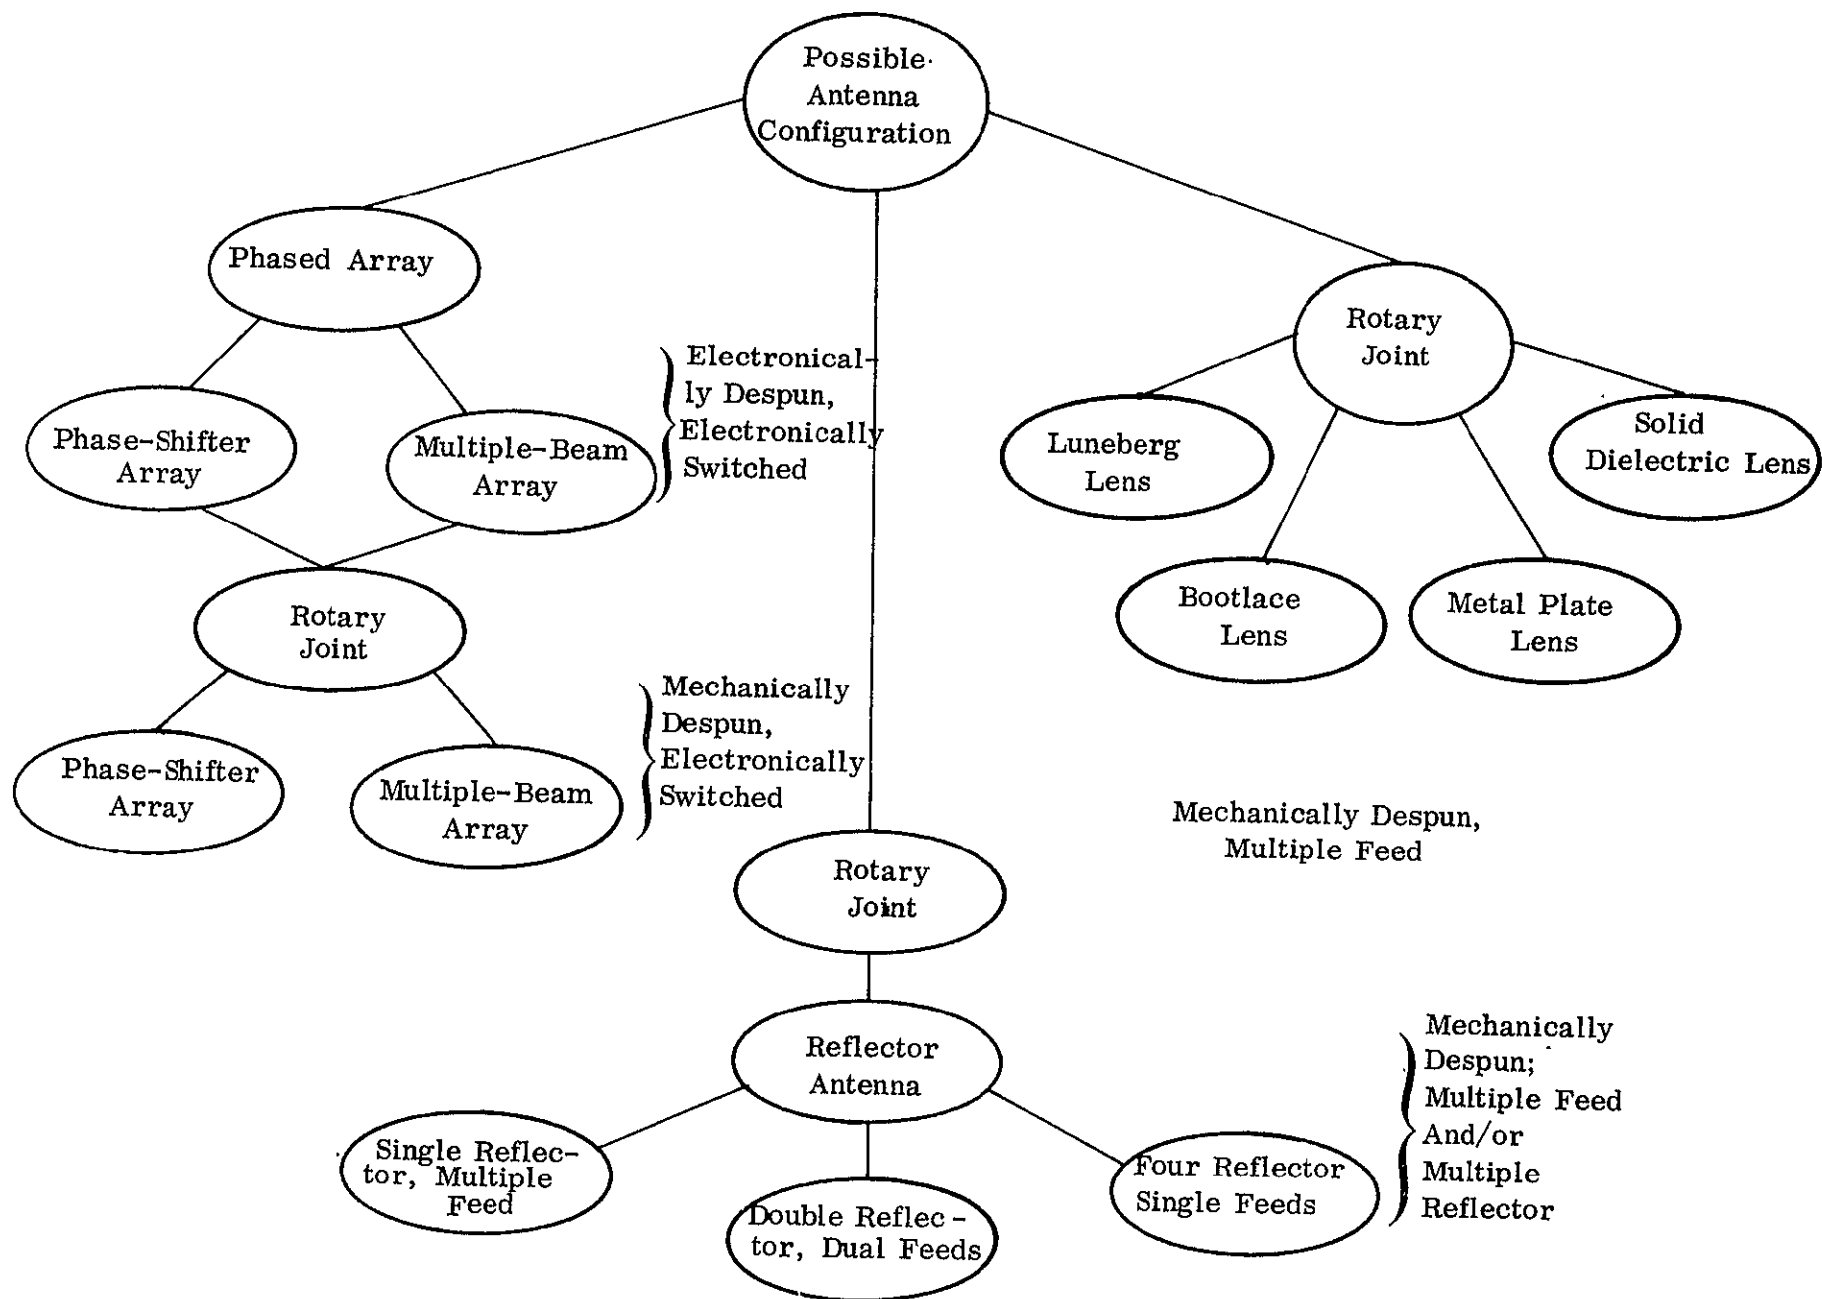 Possible
Antenna
Configuration
Phased Array
Rotary
Joint
Phase-Shifter
Array
Multiple-Beam
Array
Electronical-
ly Despun,
Electronically
Switched
Luneberg
Lens
Solid
Dielectric Lens
Bootlace
Lens
Metal Plate
Lens
Rotary
Joint
Phase-Shifter
Array
Multiple-Beam
Array
Mechanically
Despun,
Electronically
Switched
Mechanically Despun,
Multiple Feed
Rotary
Joint
Reflector
Antenna
Single Reflec-
tor, Multiple
Feed
Double Reflec-
tor, Dual Feeds
Four Reflector
Single Feeds
Mechanically
Despun;
Multiple Feed
And/or
Multiple
Reflector